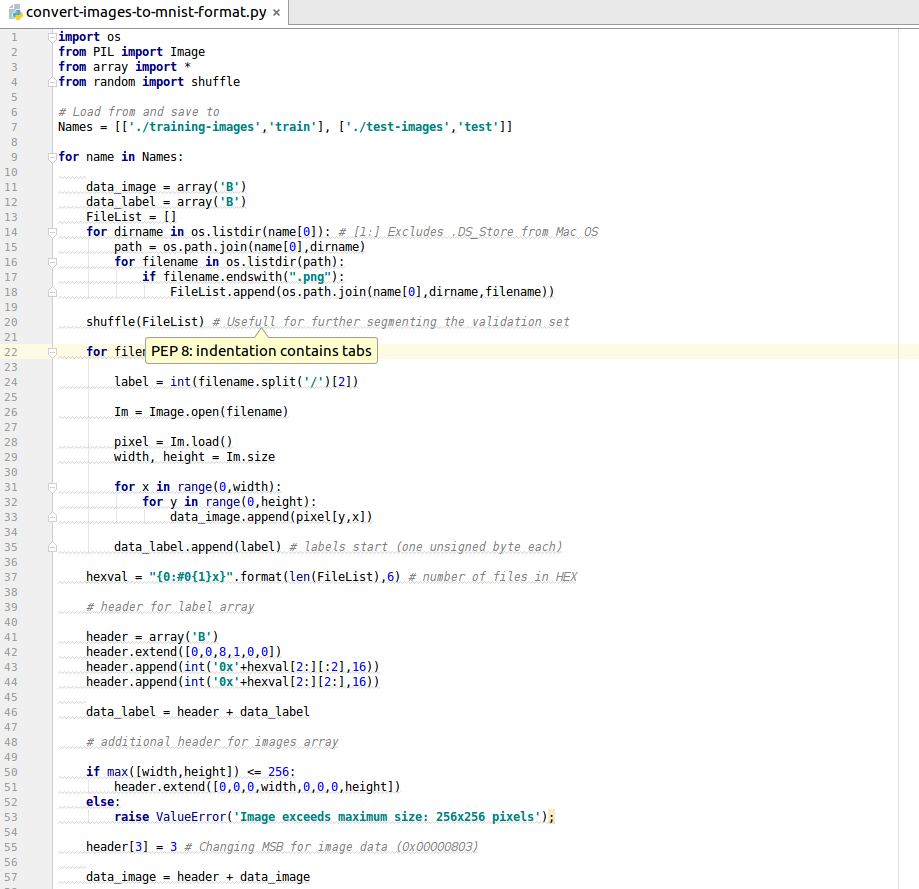 convert-images-to-mnist-format.py ×
1 import os
2 from PIL import Image
3 from array import *
4 from random import shuffle
5
6 # Load from and save to
7 Names = [['./training-images','train'], ['./test-images','test']]
8
9 for name in Names:
10
11     data_image = array('B')
12     data_label = array('B')
13     FileList = []
14     for dirname in os.listdir(name[0]): # [1:] Excludes .DS_Store from Mac OS
15         path = os.path.join(name[0],dirname)
16         for filename in os.listdir(path):
17             if filename.endswith(".png"):
18                 FileList.append(os.path.join(name[0],dirname,filename))
19
20     shuffle(FileList) # Usefull for further segmenting the validation set
21
22     for filen
PEP 8: indentation contains tabs
23
24         label = int(filename.split('/')[2])
25
26         Im = Image.open(filename)
27
28         pixel = Im.load()
29         width, height = Im.size
30
31         for x in range(0,width):
32             for y in range(0,height):
33                 data_image.append(pixel[y,x])
34
35         data_label.append(label) # labels start (one unsigned byte each)
36
37     hexval = "{0:#0{1}x}".format(len(FileList),6) # number of files in HEX
38
39     # header for label array
40
41     header = array('B')
42     header.extend([0,0,8,1,0,0])
43     header.append(int('0x'+hexval[2:][:2],16))
44     header.append(int('0x'+hexval[2:][2:],16))
45
46     data_label = header + data_label
47
48     # additional header for images array
49
50     if max([width,height]) <= 256:
51         header.extend([0,0,0,width,0,0,0,height])
52     else:
53         raise ValueError('Image exceeds maximum size: 256x256 pixels');
54
55     header[3] = 3 # Changing MSB for image data (0x00000803)
56
57     data_image = header + data_image